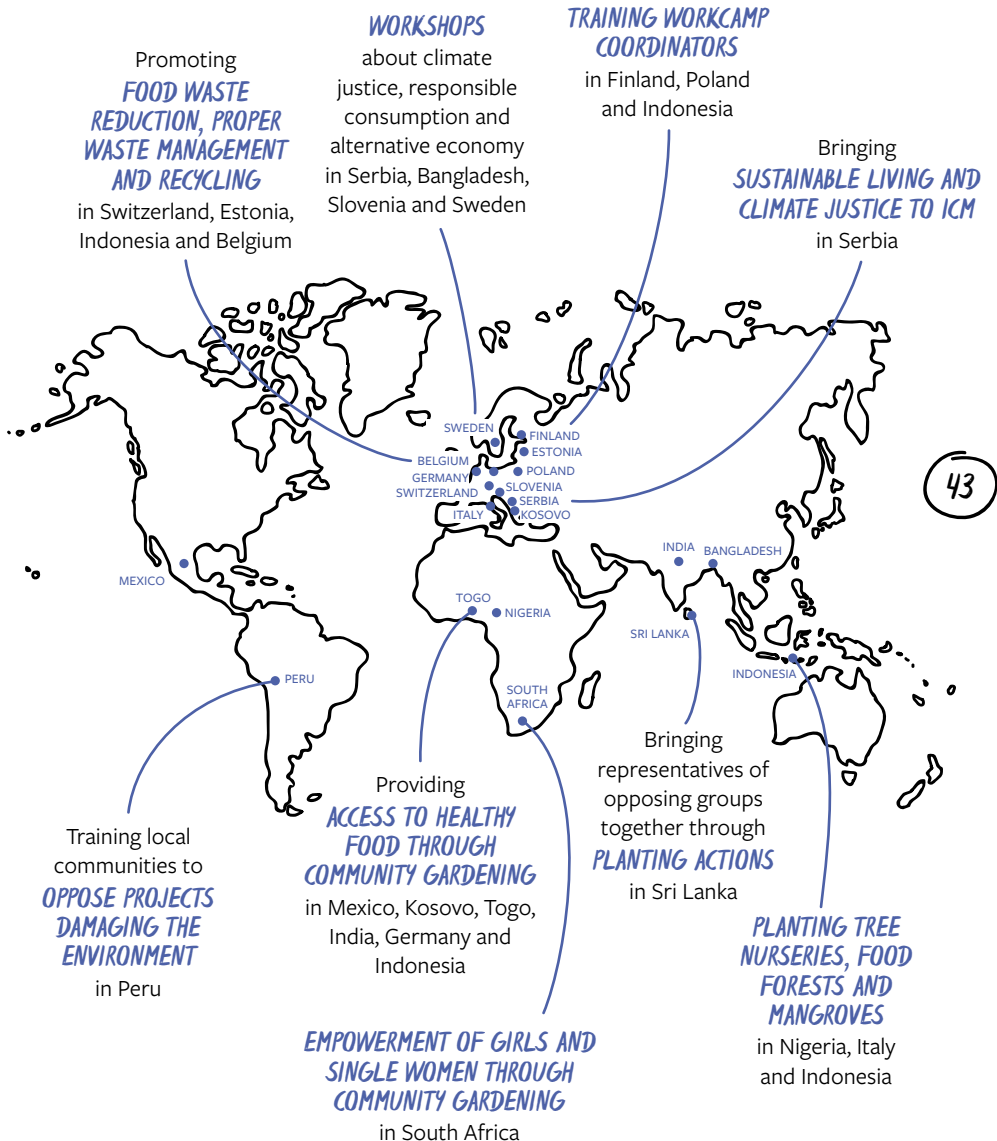 Promoting
FOOD WASTE
REDUCTION, PROPER
WASTE MANAGEMENT
AND RECYCLING
in Switzerland, Estonia,
Indonesia and Belgium
WORKSHOPS
about climate
justice, responsible
consumption and
alternative economy
in Serbia, Bangladesh,
Slovenia and Sweden
TRAINING WORKCAMP
COORDINATORS
in Finland, Poland
and Indonesia
Bringing
SUSTAINABLE LIVING AND
CLIMATE JUSTICE TO ICM
in Serbia
SWEDEN
FINLAND
ESTONIA
BELGIUM
POLAND
GERMANY
SLOVENIA
SWITZERLAND
SERBIA
ITALY
KOSOVO
43
MEXICO
INDIA
BANGLADESH
TOGO
NIGERIA
SRI LANKA
PERU
INDONESIA
SOUTH
AFRICA
Training local
communities to
OPPOSE PROJECTS
DAMAGING THE
ENVIRONMENT
in Peru
Providing
ACCESS TO HEALTHY
FOOD THROUGH
COMMUNITY GARDENING
in Mexico, Kosovo, Togo,
India, Germany and
Indonesia
Bringing
representatives of
opposing groups
together through
PLANTING ACTIONS
in Sri Lanka
PLANTING TREE
NURSERIES, FOOD
FORESTS AND
MANGROVES
in Nigeria, Italy
and Indonesia
EMPOWERMENT OF GIRLS AND
SINGLE WOMEN THROUGH
COMMUNITY GARDENING
in South Africa